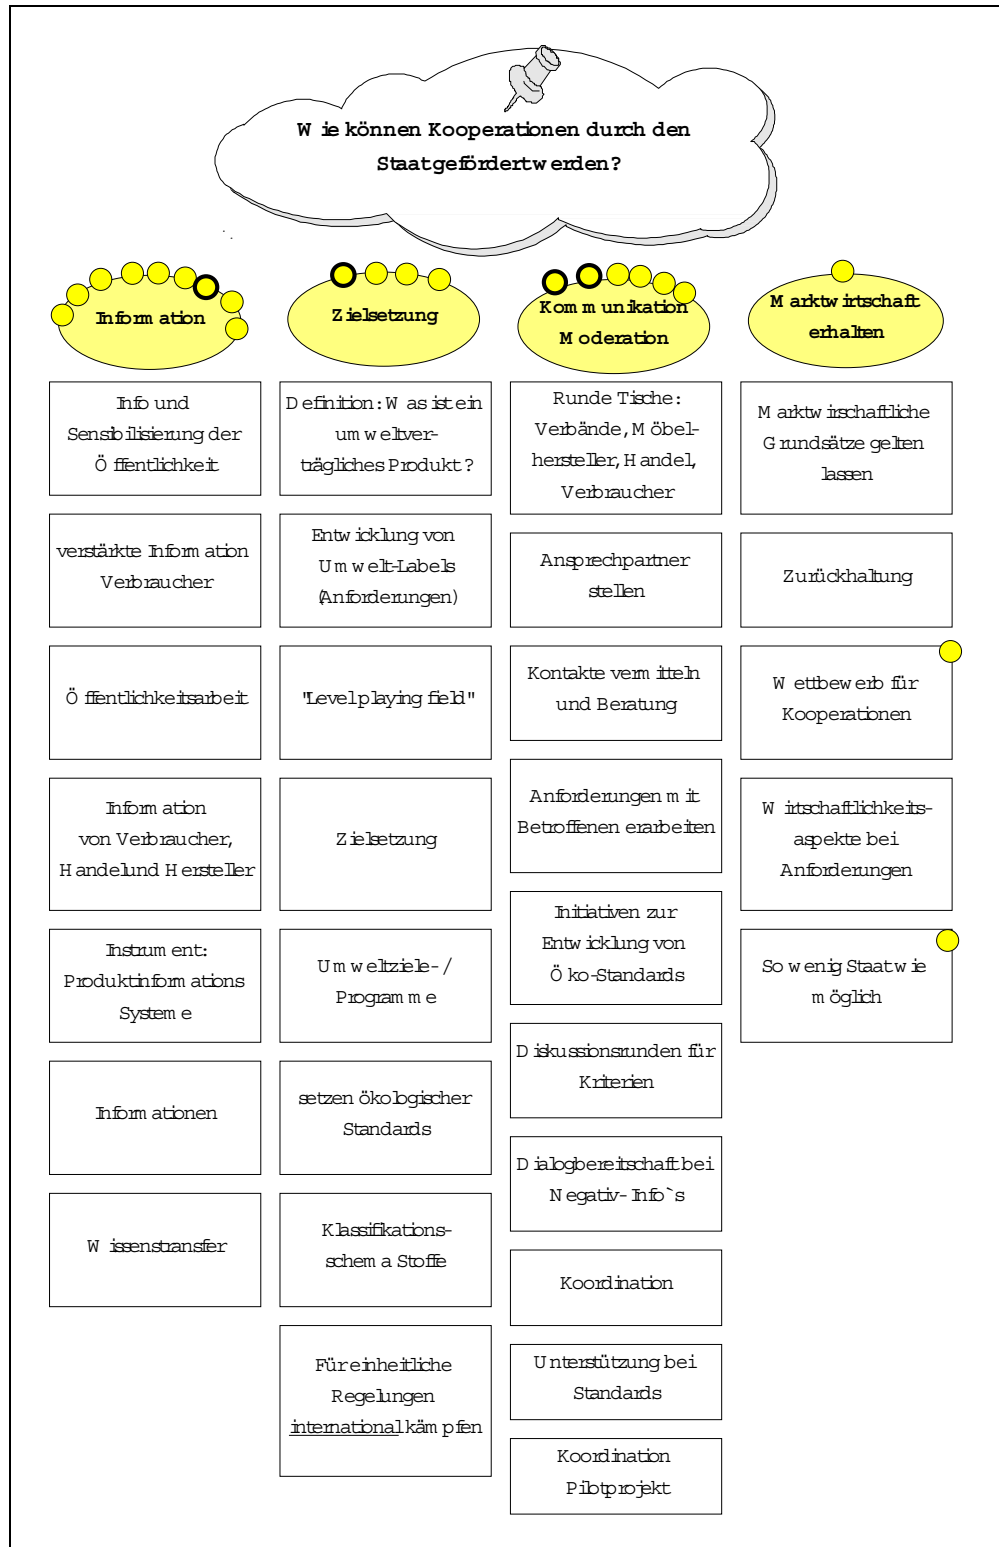 Wie können Kooperationen durch den
Staat gefördert werden?
Information
Zielsetzung
Kommunikation
Moderation
Marktwirtschaft
erhalten
Info und
Sensibilisierung der
Öffentlichkeit
verstärkte Information
Verbraucher
Öffentlichkeitsarbeit
Information
von Verbraucher,
Handel und Hersteller
Instrument:
Produktinformations
Systeme
Informationen
Wissenstransfer
Definition: Was ist ein
umweltver-
trägliches Produkt?
Entwicklung von
Umwelt-Labels
(Anforderungen)
"Level playing field"
Zielsetzung
Umweltziele-/
Programme
setzen ökologischer
Standards
Klassifikations-
schema Stoffe
Für einheitliche
Regelungen
international kämpfen
Runde Tische:
Verbände, Möbel-
hersteller, Handel,
Verbraucher
Ansprechpartner
stellen
Kontakte vermitteln
und Beratung
Anforderungen mit
Betroffenen erarbeiten
Initiativen zur
Entwicklung von
Öko-Standards
Diskussionsrunden für
Kriterien
Dialogbereitschaft bei
Negativ-Info`s
Koordination
Unterstützung bei
Standards
Koordination
Pilotprojekt
Marktwirschaftliche
Grundsätze gelten
lassen
Zurückhaltung
Wettbewerb für
Kooperationen
Wirtschaftlichkeits-
aspekte bei
Anforderungen
So wenig Staat wie
möglich